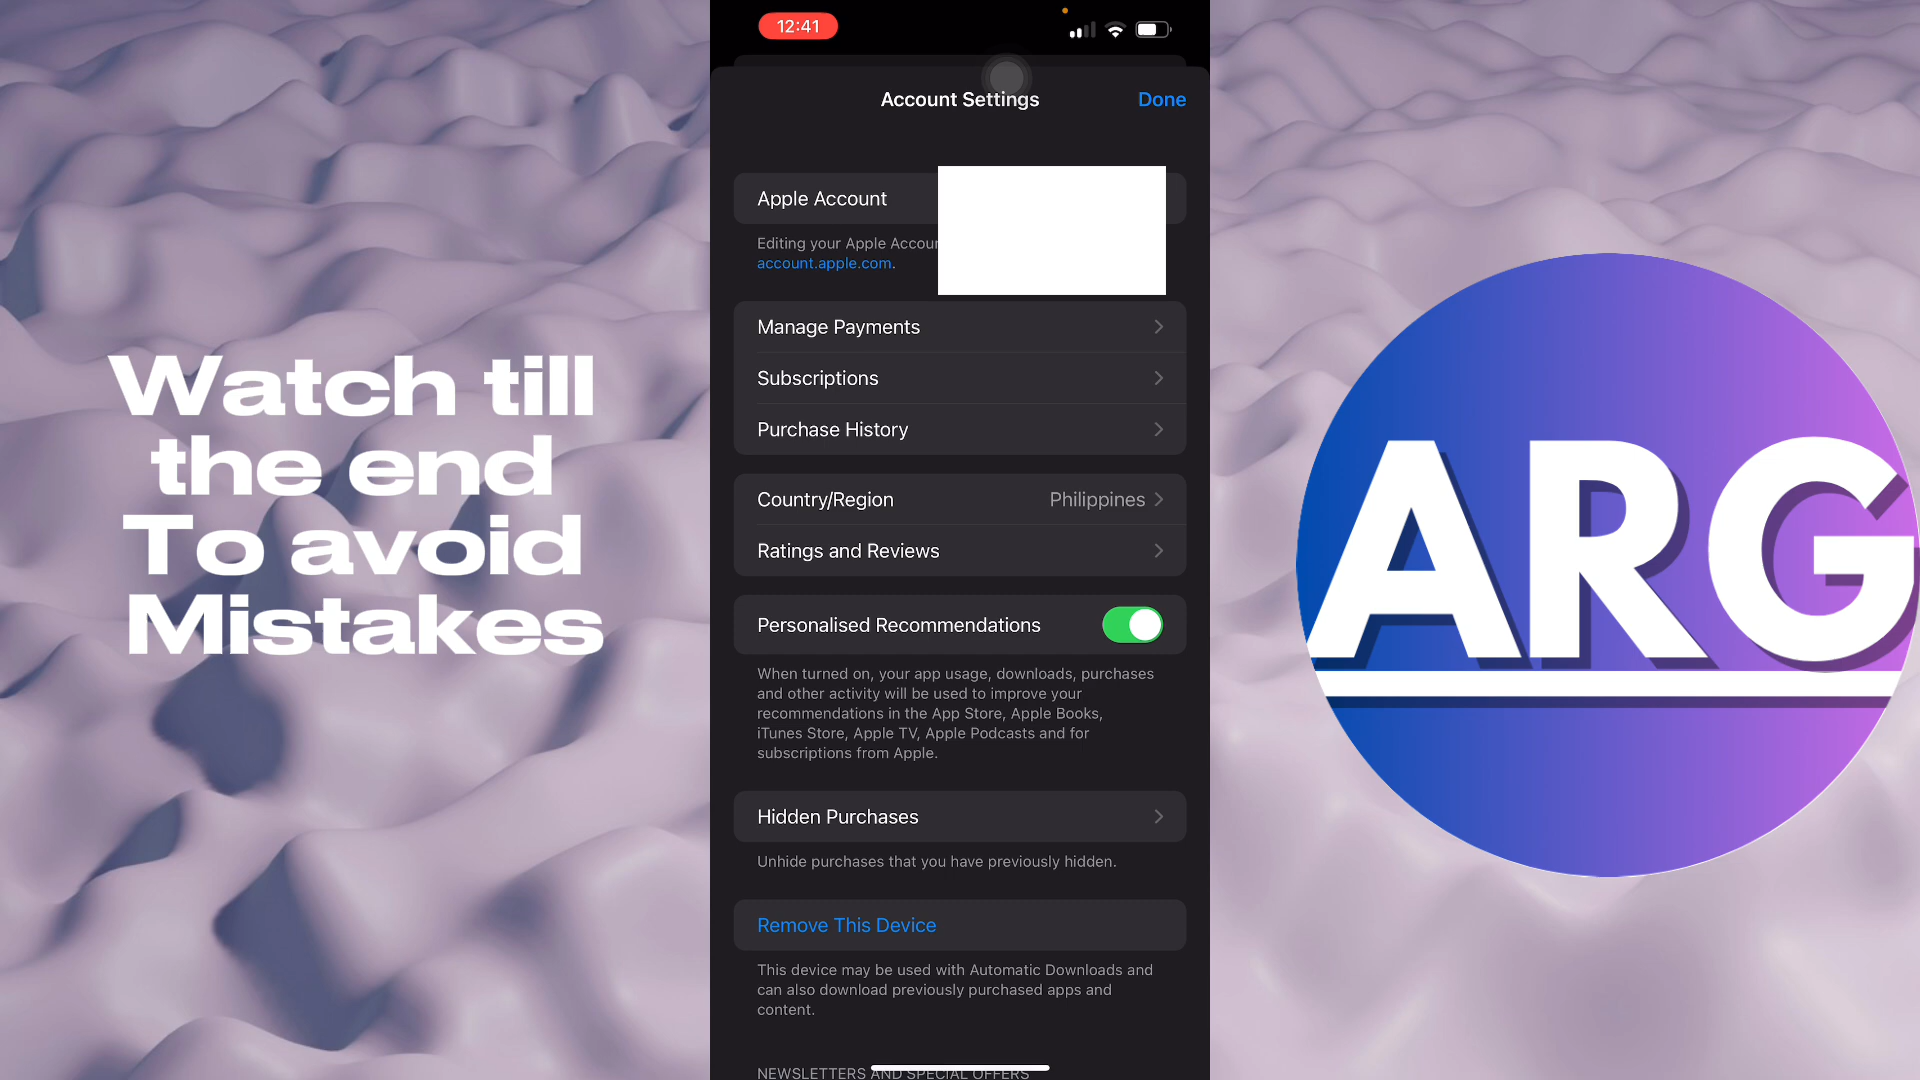 Watch till
the end
To avoid
Mistakes
12:41
Account Settings
Done
Apple Account
Editing your Apple Accoun
account.apple.com.
Manage Payments
Subscriptions
Purchase History
Country/Region Philippines
Ratings and Reviews
Personalised Recommendations
When turned on, your app usage, downloads, purchases
and other activity will be used to improve your
recommendations in the App Store, Apple Books,
iTunes Store, Apple TV, Apple Podcasts and for
subscriptions from Apple.
Hidden Purchases
Unhide purchases that you have previously hidden.
Remove This Device
This device may be used with Automatic Downloads and
can also download previously purchased apps and
content.
NEWSLETTERS AND SPECIAL OFFERS
ARG